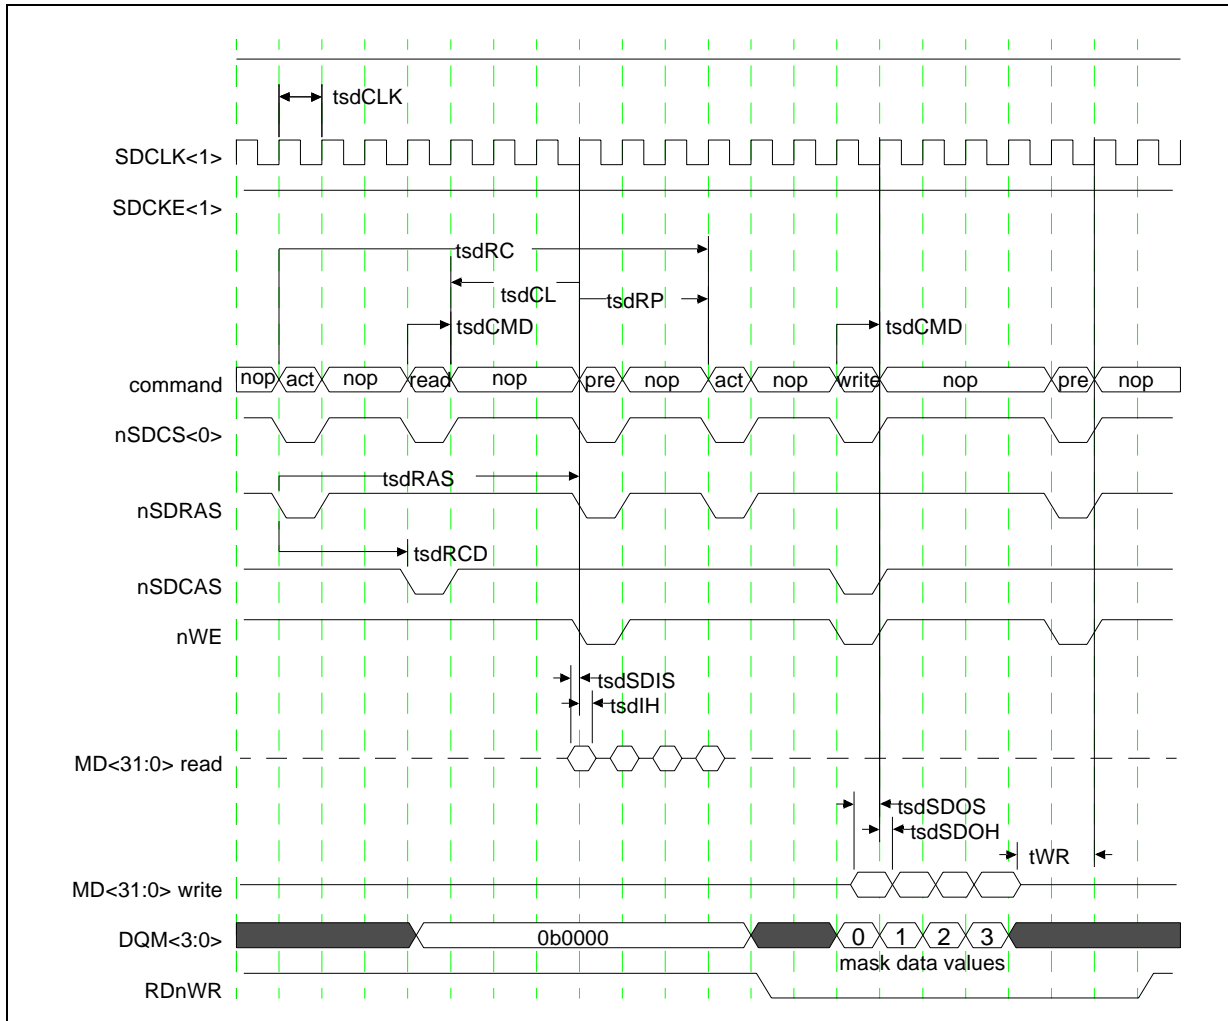 tsdCLK
SDCLK<1>
SDCKE<1>
tsdRC
tsdCL
tsdRP
tsdCMD
tsdCMD
command
nop act nop read nop pre nop act nop write nop pre nop
nSDCS<0>
tsdRAS
nSDRAS
tsdRCD
nSDCAS
nWE
tsdSDIS
tsdIH
MD<31:0> read
tsdSDOS
tsdSDOH
tWR
MD<31:0> write
DQM<3:0>
0b0000
0 1 2 3
mask data values
RDnWR